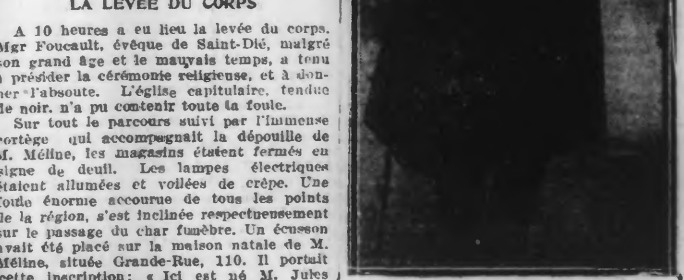 LA LEVÉE DU CORPS
A 10 heures a eu lieu la levée du corps.
Mgr Foucault, évêque de Saint-Dié, malgré
son grand âge et le mauvais temps, a tenu
à présider la cérémonie religieuse, et à don-
ner l'absoute. L'église capitulaire, tendue
de noir, n'a pu contenir toute la foule.
Sur tout le parcours suivi par l'immense
cortège qui accompagnait la dépouille de
M. Méline, les magasins étaient fermés en
signe de deuil. Les lampes électriques
étaient allumées et voilées de crêpe. Une
foule énorme accourue de tous les points
de la région, s'est inclinée respectueusement
sur le passage du char funèbre. Un écusson
avait été placé sur la maison natale de M.
Méline, située Grande-Rue, 110. Il portait
cette inscription: « Ici est né M. Jules